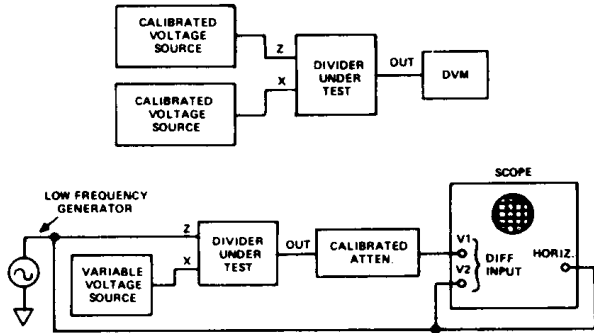 CALIBRATED
VOLTAGE
SOURCE
Z
CALIBRATED
VOLTAGE
SOURCE
X
DIVIDER
UNDER
TEST
OUT
DVM
LOW FREQUENCY
GENERATOR
VARIABLE
VOLTAGE
SOURCE
Z
X
DIVIDER
UNDER
TEST
OUT
CALIBRATED
ATTEN.
SCOPE
V1
V2
DIFF
INPUT
HORIZ.